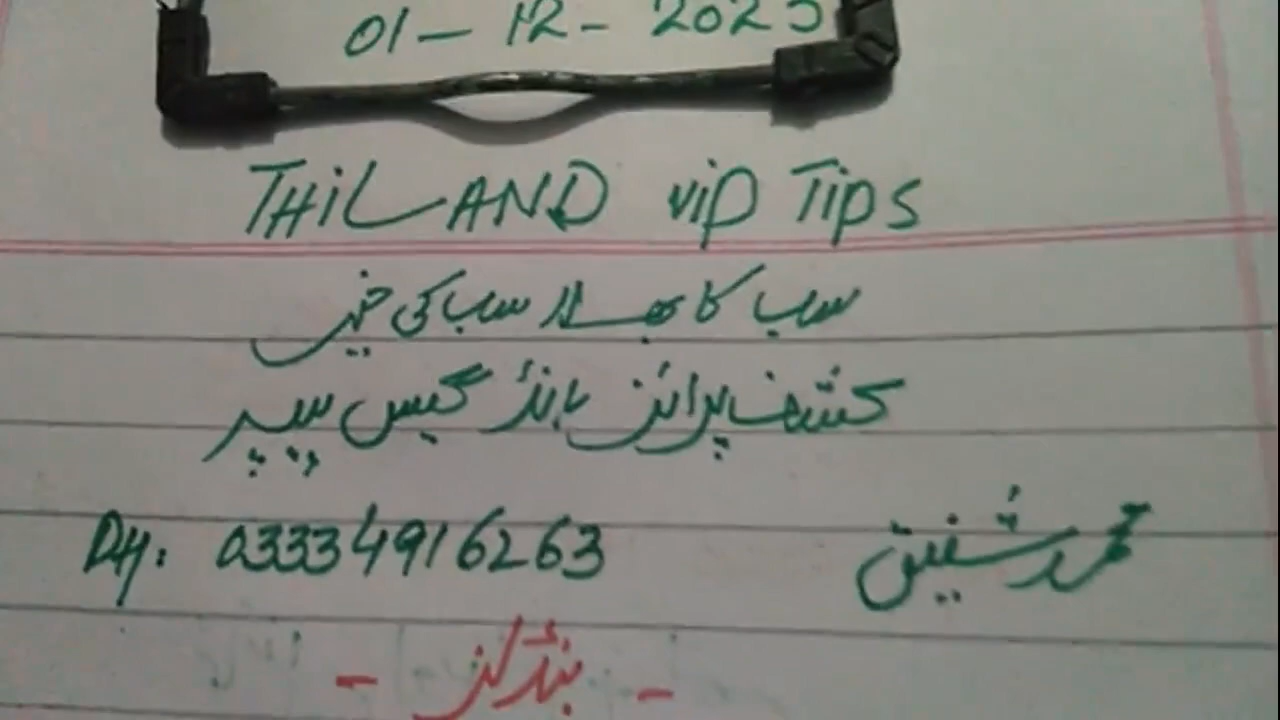 01-12-2025
THiLAND viP TipS
سب کا بھلا سب کی خیر
کشف پرائز بانڈ گیس پیپر
محمد شفیق
PH: 03334916263
- بنڈلز -